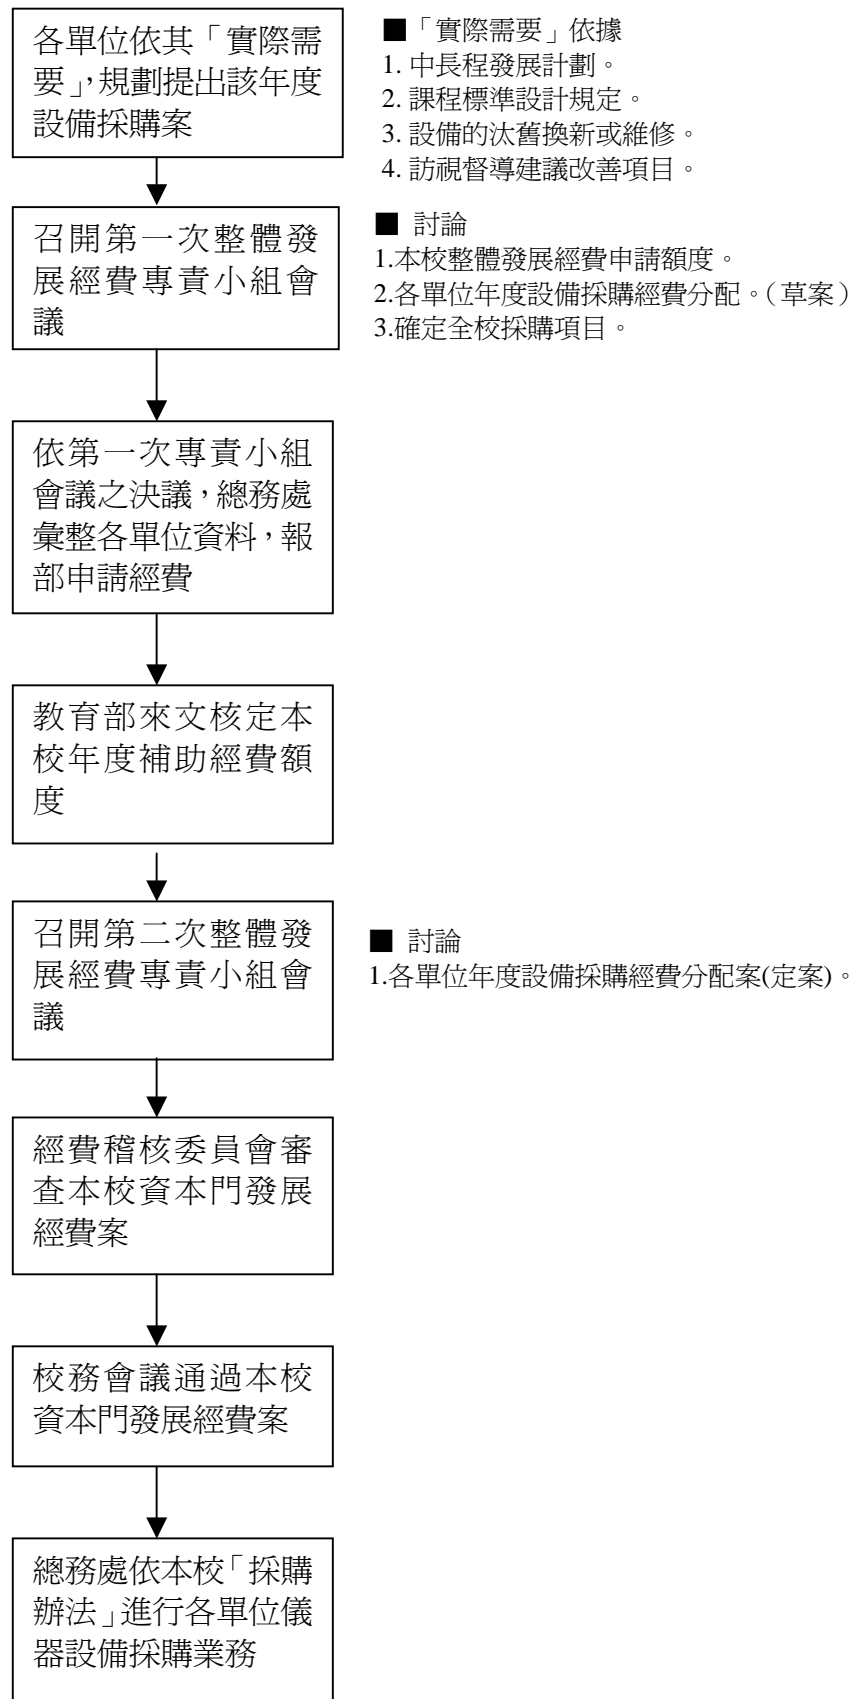 各單位依其「實際需
要」,規劃提出該年度
設備採購案
■「實際需要」依據
1. 中長程發展計劃。
2. 課程標準設計規定。
3. 設備的汰舊換新或維修。
4. 訪視督導建議改善項目。
召開第一次整體發
展經費專責小組會
議
■ 討論
1.本校整體發展經費申請額度。
2.各單位年度設備採購經費分配。(草案)
3.確定全校採購項目。
依第一次專責小組
會議之決議,總務處
彙整各單位資料,報
部申請經費
教育部來文核定本
校年度補助經費額
度
召開第二次整體發
展經費專責小組會
議
■ 討論
1.各單位年度設備採購經費分配案(定案)。
經費稽核委員會審
查本校資本門發展
經費案
校務會議通過本校
資本門發展經費案
總務處依本校「採購
辦法」進行各單位儀
器設備採購業務